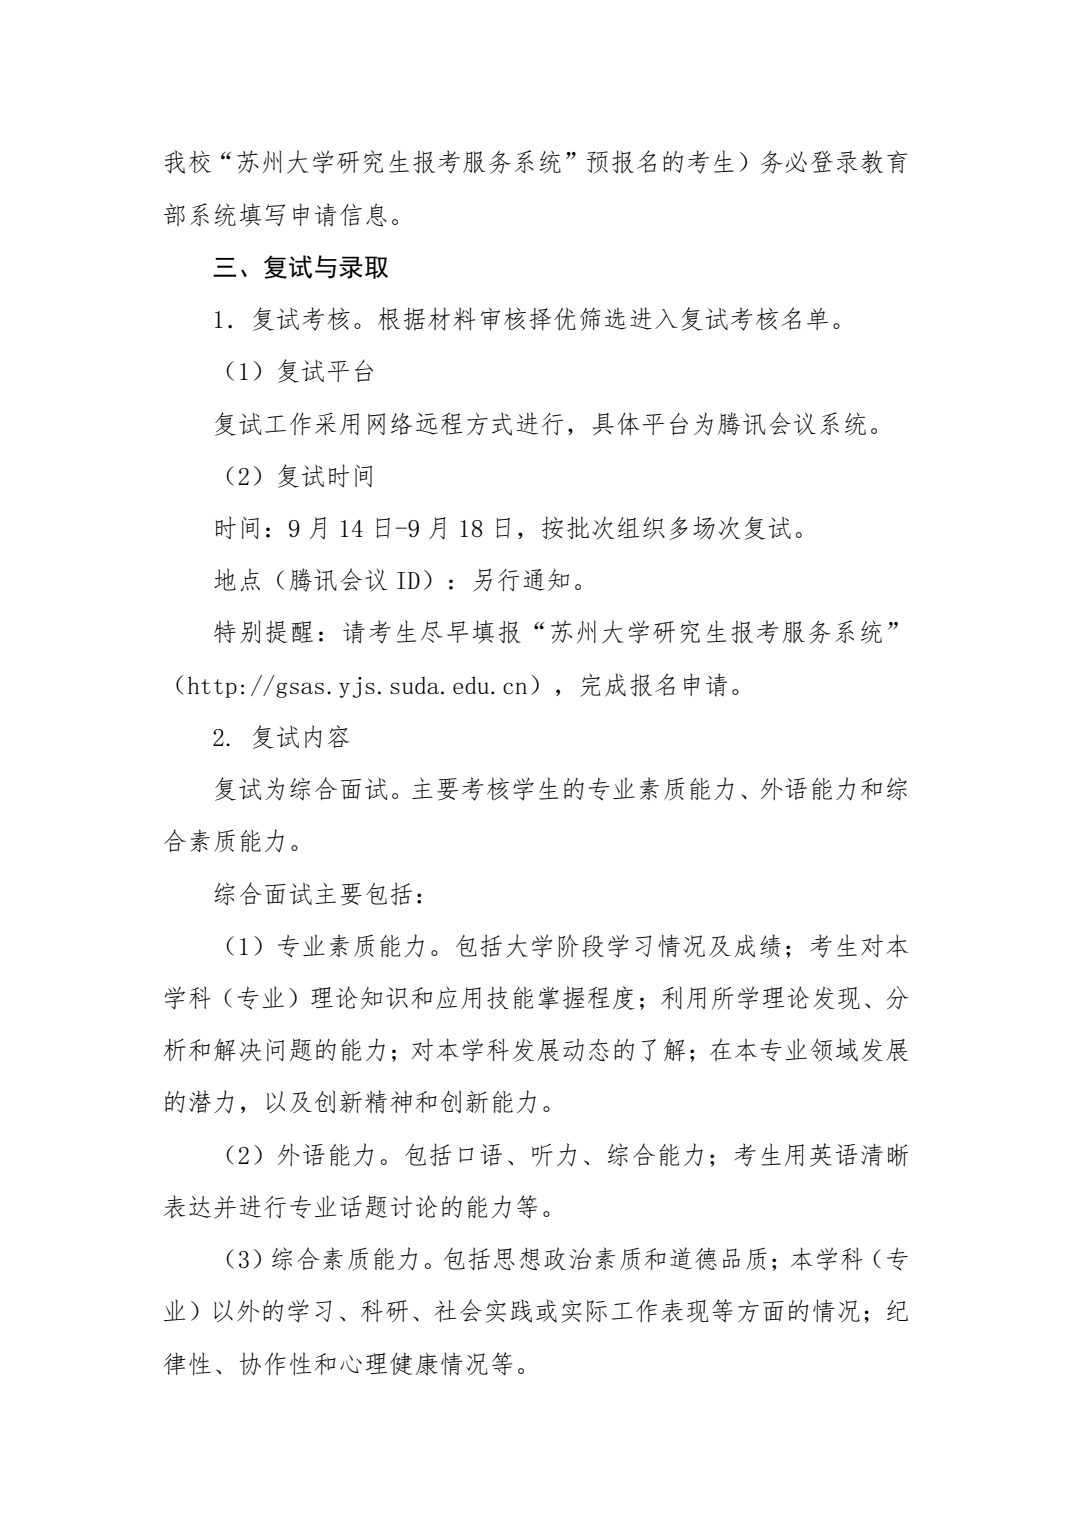 我校“苏州大学研究生报考服务系统”预报名的考生）务必登录教育
部系统填写申请信息。
三、复试与录取
1．复试考核。根据材料审核择优筛选进入复试考核名单。
（1）复试平台
复试工作采用网络远程方式进行，具体平台为腾讯会议系统。
（2）复试时间
时间：9 月 14 日-9 月 18 日，按批次组织多场次复试。
地点（腾讯会议 ID）：另行通知。
特别提醒：请考生尽早填报“苏州大学研究生报考服务系统”
（http://gsas.yjs.suda.edu.cn），完成报名申请。
2. 复试内容
复试为综合面试。主要考核学生的专业素质能力、外语能力和综
合素质能力。
综合面试主要包括：
（1）专业素质能力。包括大学阶段学习情况及成绩；考生对本
学科（专业）理论知识和应用技能掌握程度；利用所学理论发现、分
析和解决问题的能力；对本学科发展动态的了解；在本专业领域发展
的潜力，以及创新精神和创新能力。
（2）外语能力。包括口语、听力、综合能力；考生用英语清晰
表达并进行专业话题讨论的能力等。
（3）综合素质能力。包括思想政治素质和道德品质；本学科（专
业）以外的学习、科研、社会实践或实际工作表现等方面的情况；纪
律性、协作性和心理健康情况等。